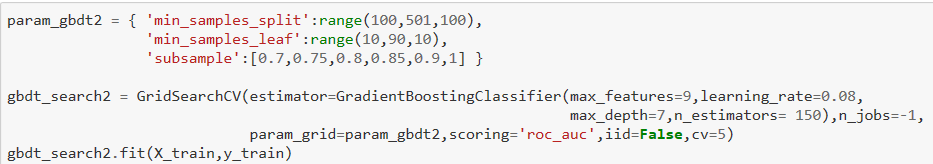 param_gbdt2 = { 'min_samples_split':range(100,501,100),
'min_samples_leaf':range(10,90,10),
'subsample':[0.7,0.75,0.8,0.85,0.9,1] }
gbdt_search2 = GridSearchCV(estimator=GradientBoostingClassifier(max_features=9,learning_rate=0.08,
max_depth=7,n_estimators= 150),n_jobs=-1,
param_grid=param_gbdt2,scoring='roc_auc',iid=False,cv=5)
gbdt_search2.fit(X_train,y_train)